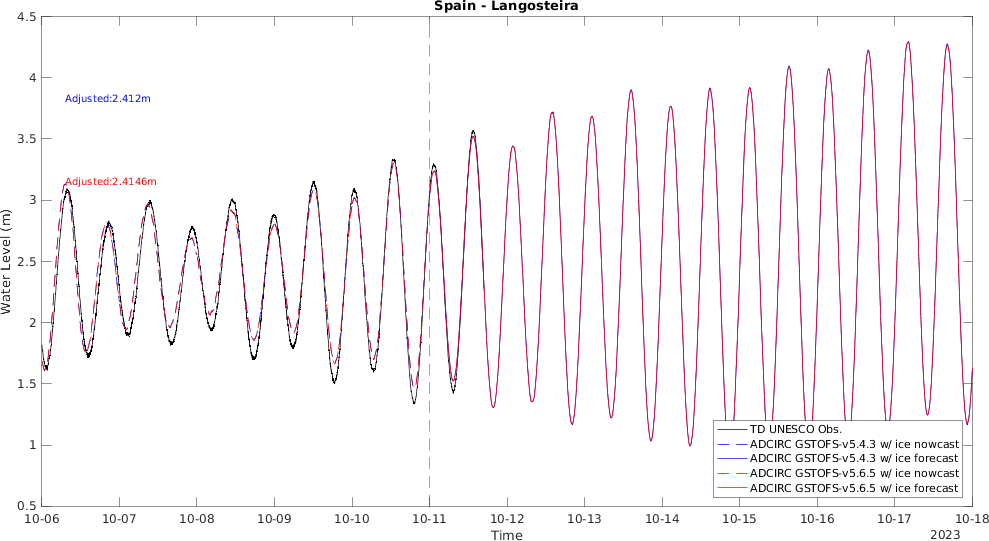 Spain - Langosteira
4.5
4
3.5
3
2.5
2
1.5
1
0.5
Water Level (m)
Adjusted:2.412m
Adjusted:2.4146m
TD UNESCO Obs.
ADCIRC GSTOFS-v5.4.3 w/ ice nowcast
ADCIRC GSTOFS-v5.4.3 w/ ice forecast
ADCIRC GSTOFS-v5.6.5 w/ ice nowcast
ADCIRC GSTOFS-v5.6.5 w/ ice forecast
10-06 10-07 10-08 10-09 10-10 10-11 10-12 10-13 10-14 10-15 10-16 10-17 10-18
Time
2023